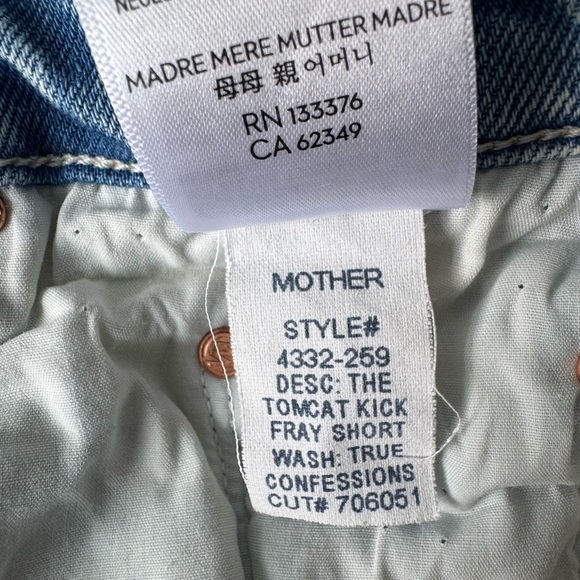 MADRE MERE MUTTER MADRE
母母 親 어머니
RN 133376
CA 62349
MOTHER
STYLE#
4332-259
DESC: THE
TOMCAT KICK
FRAY SHORT
WASH: TRUE
CONFESSIONS
CUT# 706051